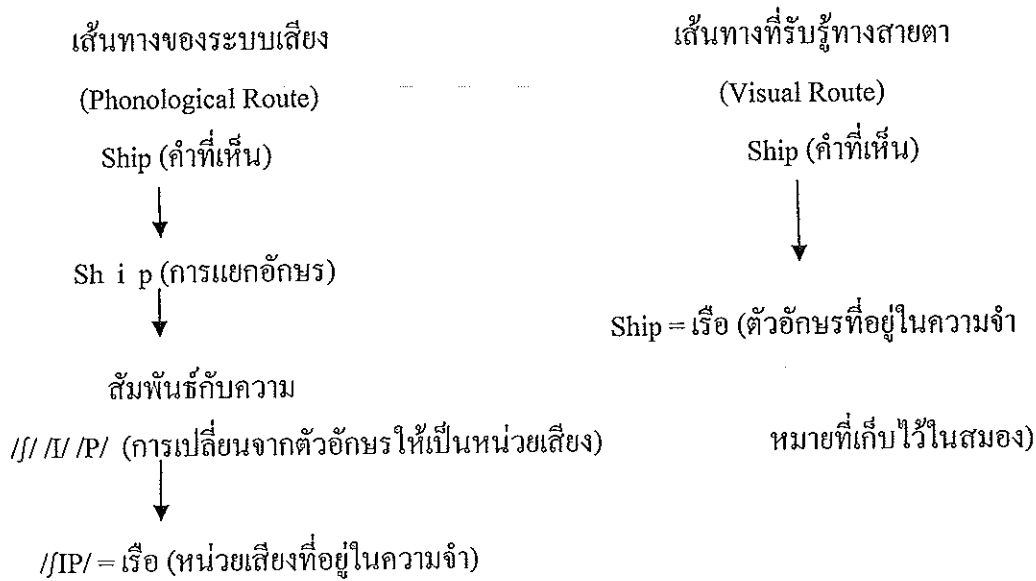 เส้นทางของระบบเสียง
(Phonological Route)
Ship (คำที่เห็น)
Sh i p (การแยกอักษร)
สัมพันธ์กับความ
/ʃ/ /I/ /P/ (การเปลี่ยนจากตัวอักษรให้เป็นหน่วยเสียง)
/ʃIP/ = เรือ (หน่วยเสียงที่อยู่ในความจำ)
เส้นทางที่รับรู้ทางสายตา
(Visual Route)
Ship (คำที่เห็น)
Ship = เรือ (ตัวอักษรที่อยู่ในความจำ
หมายที่เก็บไว้ในสมอง)